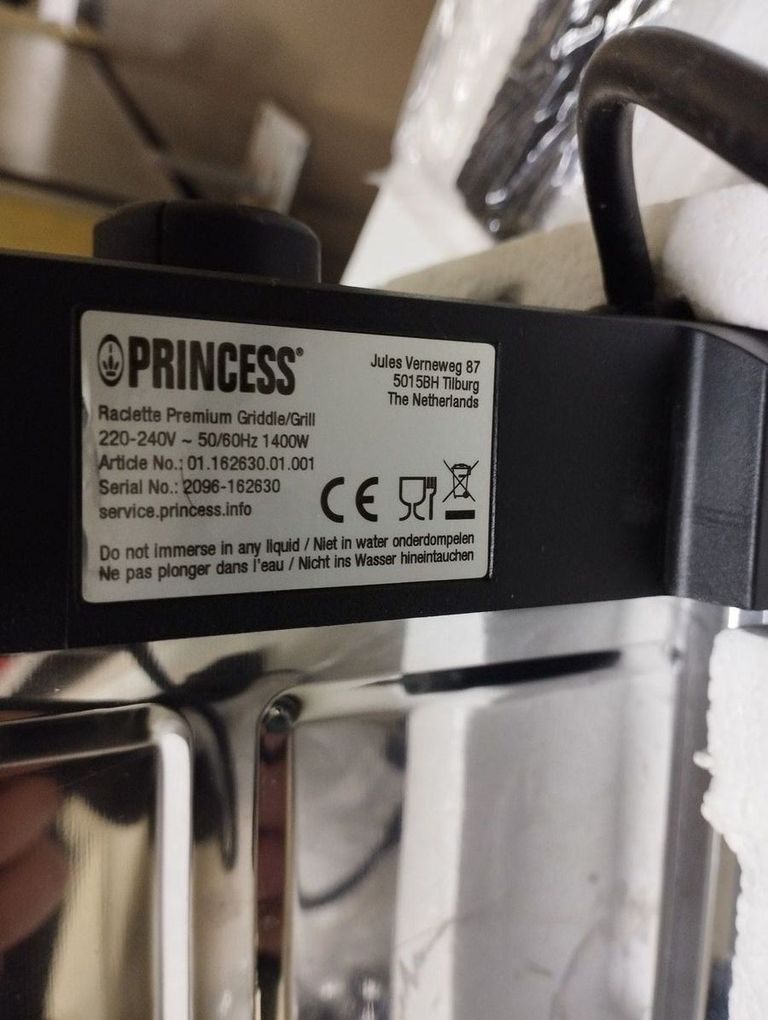 PRINCESS®
Jules Verneweg 87
5015BH Tilburg
The Netherlands
Raclette Premium Griddle/Grill
220-240V ~ 50/60Hz 1400W
Article No.: 01.162630.01.001
Serial No.: 2096-162630
service.princess.info
CE
Do not immerse in any liquid / Niet in water onderdompelen
Ne pas plonger dans l'eau / Nicht ins Wasser hineintauchen